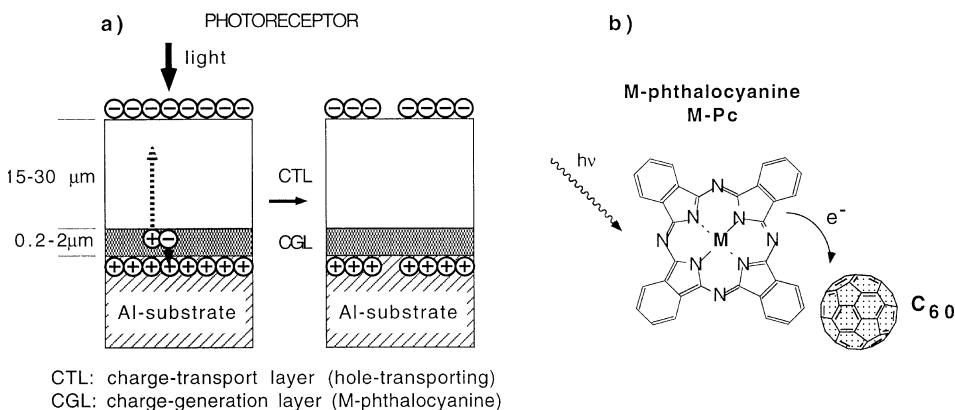 a) PHOTORECEPTOR
light
15-30 μm
0.2-2μm
CTL
CGL
Al-substrate
Al-substrate
CTL: charge-transport layer (hole-transporting)
CGL: charge-generation layer (M-phthalocyanine)
b)
M-phthalocyanine
M-Pc
hν
N
N
N
N
N
M
N
N
N
e⁻
C₆₀